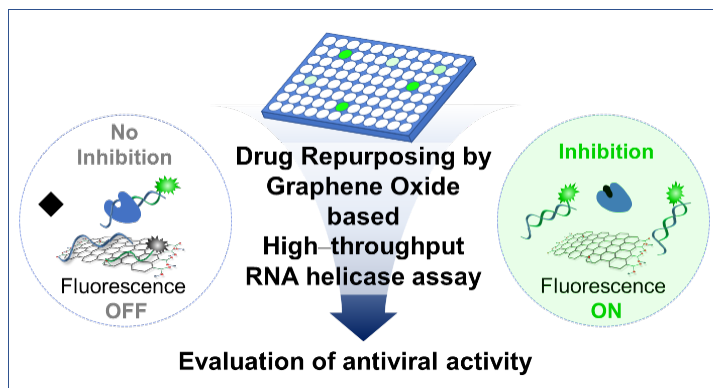 No
Inhibition
Fluorescence
OFF
Drug Repurposing by
Graphene Oxide
based
High–throughput
RNA helicase assay
Inhibition
Fluorescence
ON
Evaluation of antiviral activity